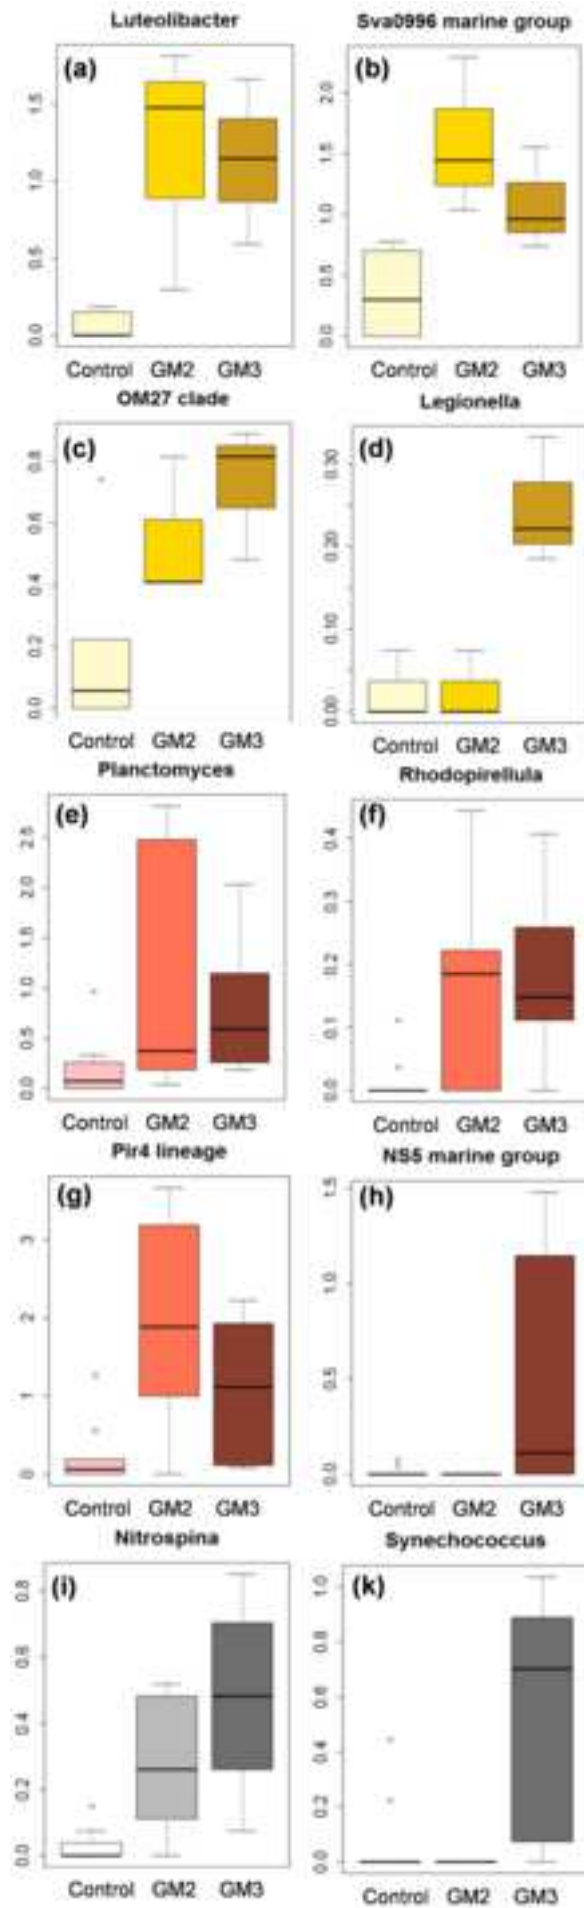 Luteolibacter
Sva0996 marine group
(a)
(b)
1.5
1.0
0.5
0.0
2.0
1.5
1.0
0.5
0.0
Control GM2 GM3
Control GM2 GM3
OM27 clade
Legionella
(c)
(d)
0.8
0.6
0.4
0.2
0.0
0.30
0.20
0.10
0.00
Control GM2 GM3
Control GM2 GM3
Planctomyces
Rhodopirellula
(e)
(f)
2.5
2.0
1.5
1.0
0.5
0.0
0.4
0.3
0.2
0.1
0.0
Control GM2 GM3
Control GM2 GM3
Pir4 lineage
NS5 marine group
(g)
(h)
3
2
1
0
1.5
1.0
0.5
0.0
Control GM2 GM3
Control GM2 GM3
Nitrospina
Synechococcus
(i)
(k)
0.8
0.6
0.4
0.2
0.0
1.0
0.8
0.6
0.4
0.2
0.0
Control GM2 GM3
Control GM2 GM3